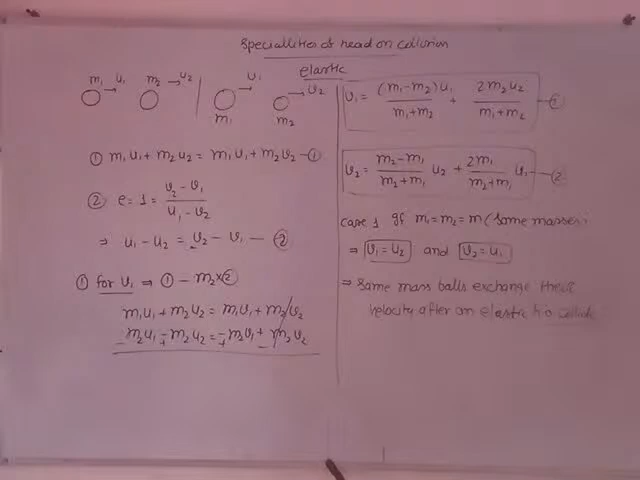 Speciallities of head on collision
elastic
m₁ → u₁ m₂ → u₂ | → v₁ → v₂
m₁ m₂
① m₁u₁ + m₂u₂ = m₁v₁ + m₂v₂ — ①
② e = 1 = (v₂ - v₁)/(u₁ - u₂)
⇒ u₁ - u₂ = v₂ - v₁ — ②
① for v₁ ⇒ ① - m₂×②
m₁u₁ + m₂u₂ = m₁v₁ + m₂v₂
m₂u₁ - m₂u₂ = - m₂v₁ + m₂v₂
v₁ = (m₁-m₂)u₁/(m₁+m₂) + 2m₂u₂/(m₁+m₂) — ①
v₂ = (m₂-m₁)/(m₂+m₁) u₂ + 2m₁/(m₂+m₁) u₁ — ②
case 1 If m₁=m₂=m (same masses)
⇒ v₁=u₂ and v₂=u₁
⇒ Same mass balls exchange their
velocity after an elastic h.o